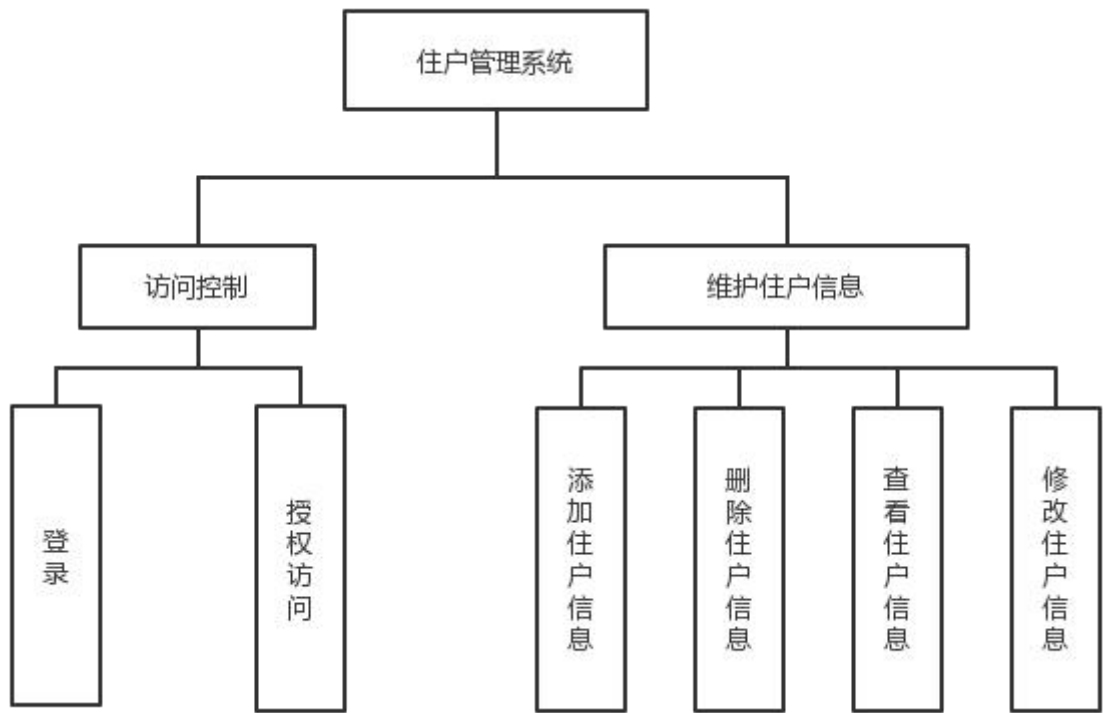 住户管理系统
访问控制
维护住户信息
登录
授权访问
添加住户信息
删除住户信息
查看住户信息
修改住户信息